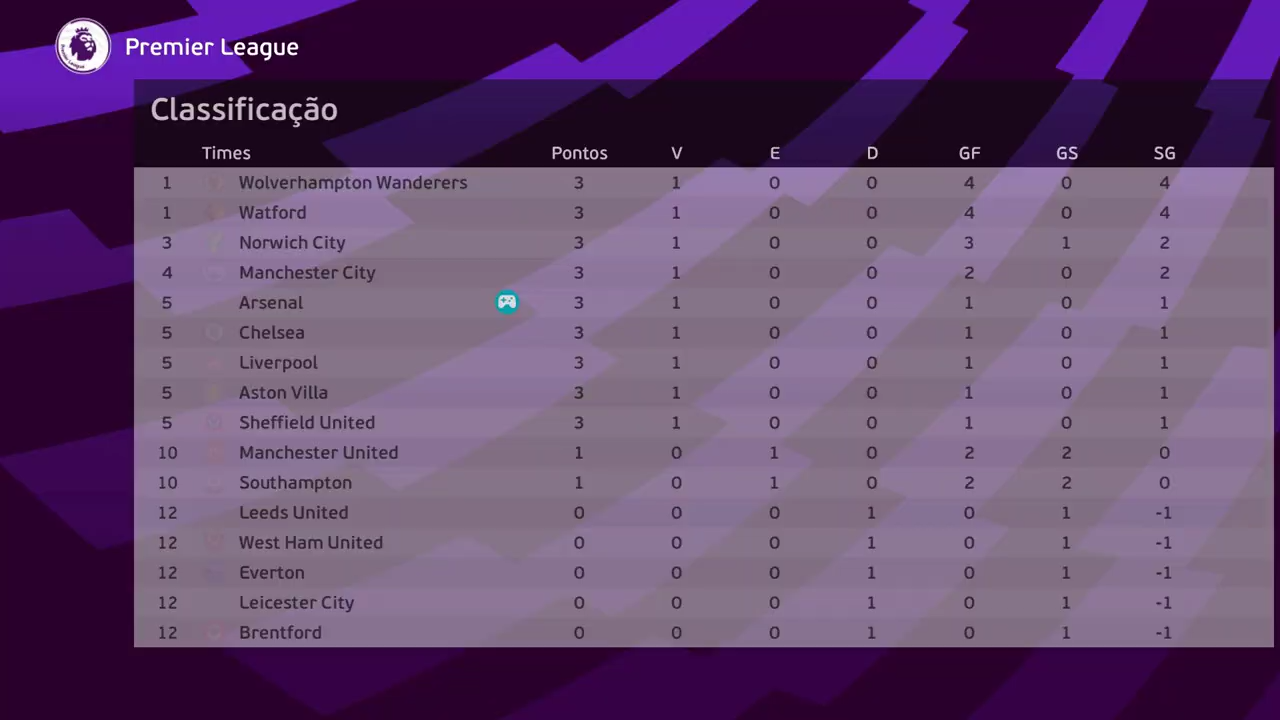 Premier League
Classificação
Times Pontos V E D GF GS SG
1 Wolverhampton Wanderers 3 1 0 0 4 0 4
1 Watford 3 1 0 0 4 0 4
3 Norwich City 3 1 0 0 3 1 2
4 Manchester City 3 1 0 0 2 0 2
5 Arsenal 3 1 0 0 1 0 1
5 Chelsea 3 1 0 0 1 0 1
5 Liverpool 3 1 0 0 1 0 1
5 Aston Villa 3 1 0 0 1 0 1
5 Sheffield United 3 1 0 0 1 0 1
10 Manchester United 1 0 1 0 2 2 0
10 Southampton 1 0 1 0 2 2 0
12 Leeds United 0 0 0 1 0 1 -1
12 West Ham United 0 0 0 1 0 1 -1
12 Everton 0 0 0 1 0 1 -1
12 Leicester City 0 0 0 1 0 1 -1
12 Brentford 0 0 0 1 0 1 -1